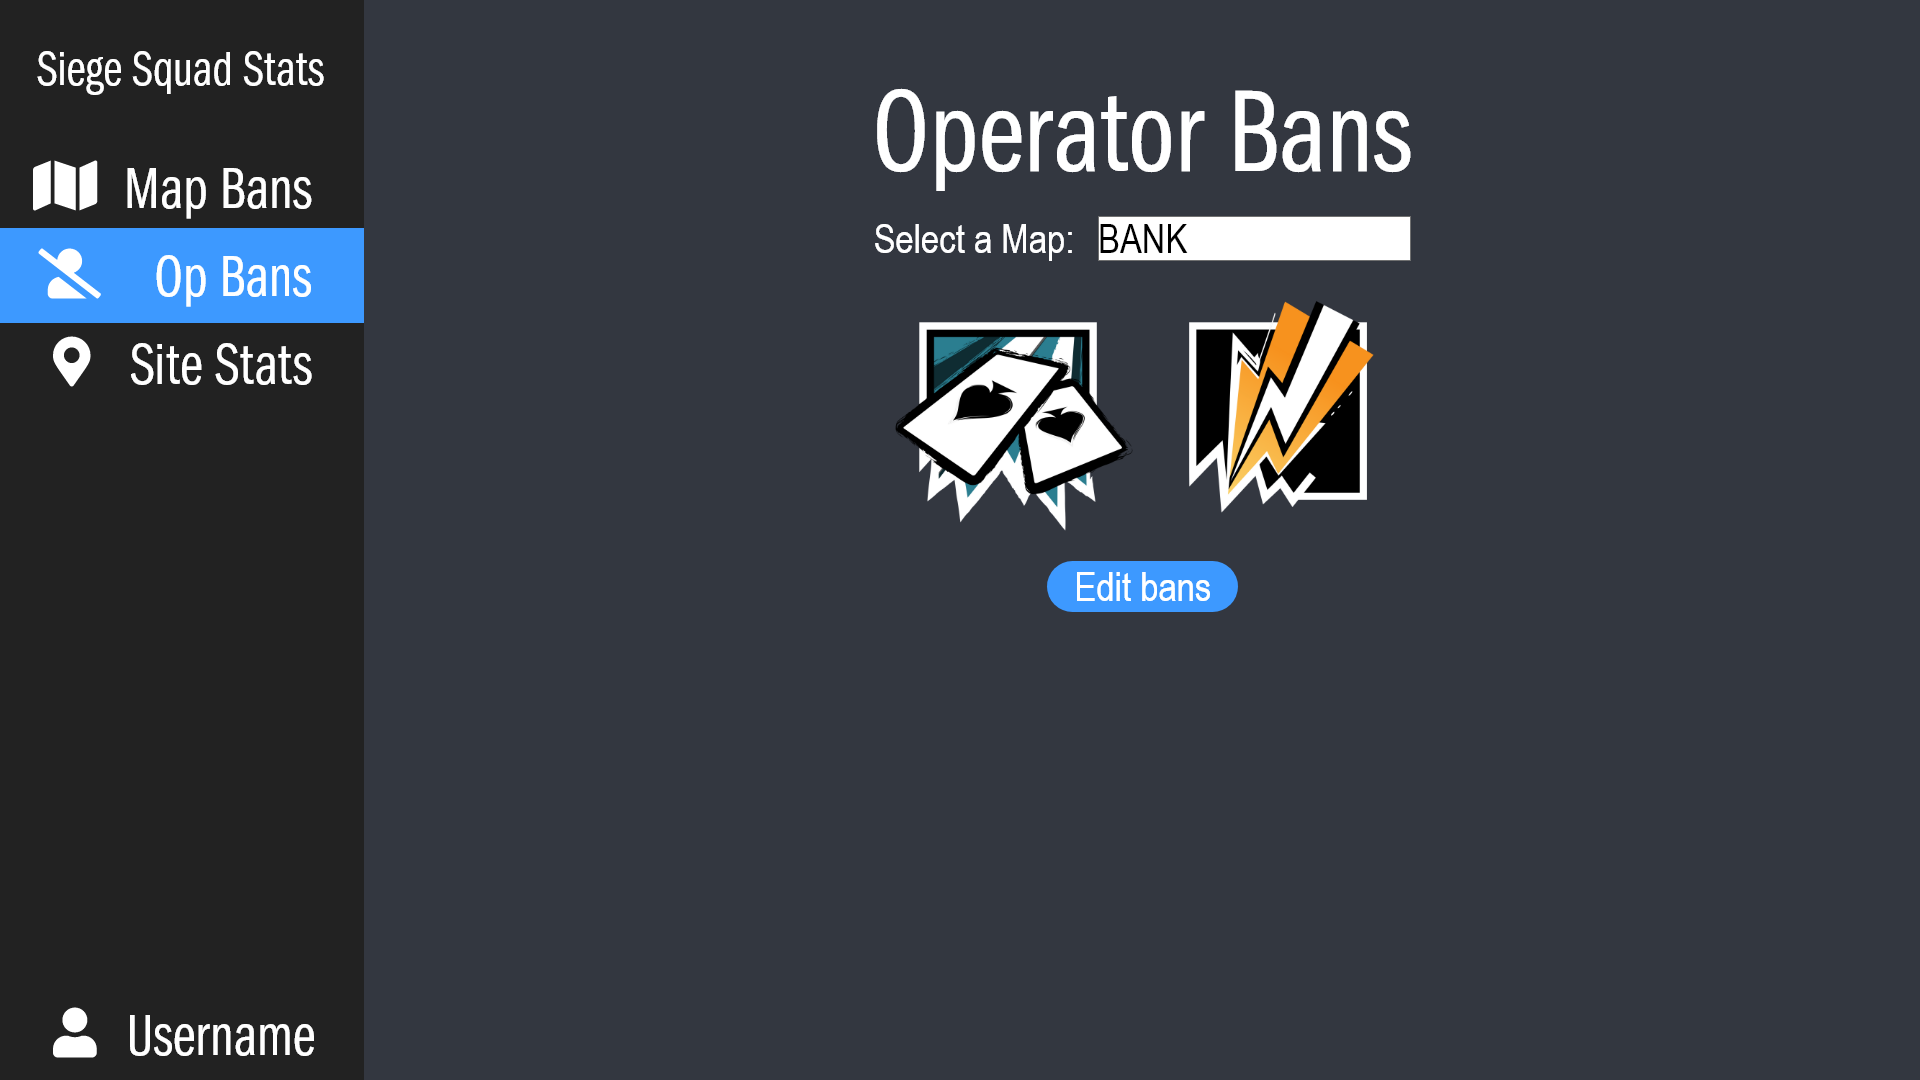 Siege Squad Stats
Map Bans
Op Bans
Site Stats
Username
Operator Bans
Select a Map: BANK
Edit bans